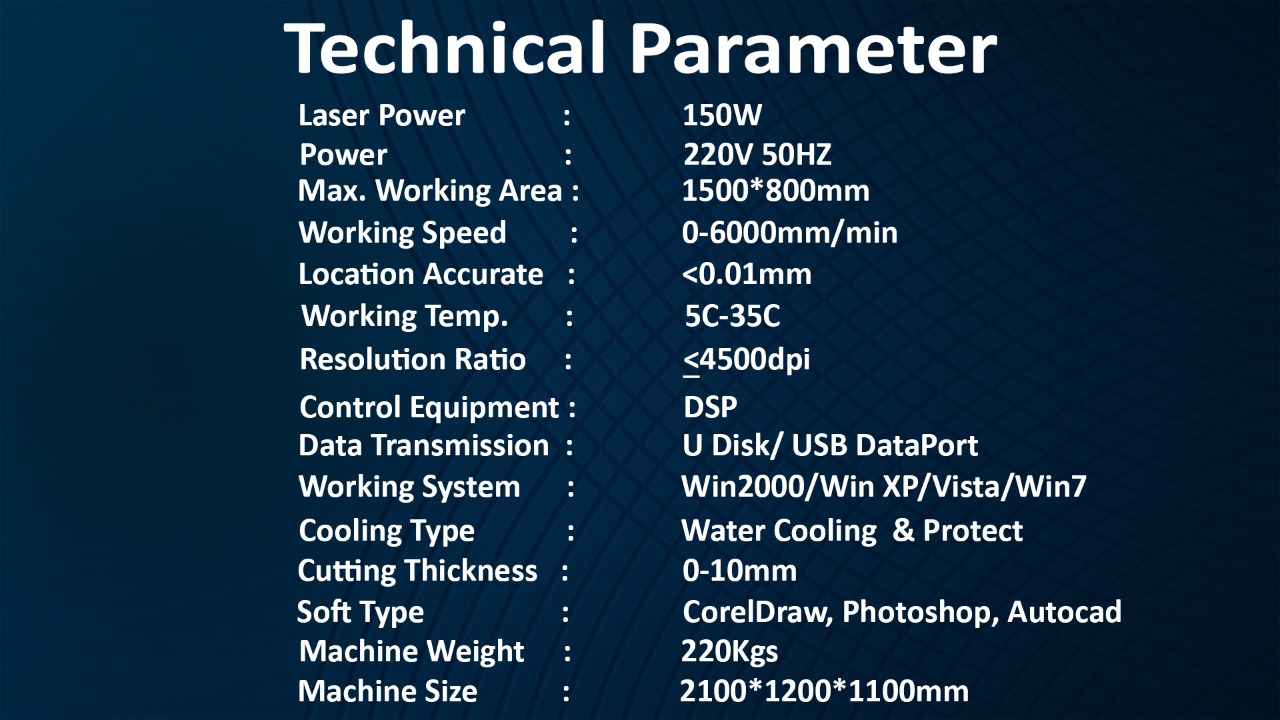 Technical Parameter
Laser Power : 150W
Power : 220V 50HZ
Max. Working Area : 1500*800mm
Working Speed : 0-6000mm/min
Location Accurate : <0.01mm
Working Temp. : 5C-35C
Resolution Ratio : ≤4500dpi
Control Equipment : DSP
Data Transmission : U Disk/ USB DataPort
Working System : Win2000/Win XP/Vista/Win7
Cooling Type : Water Cooling & Protect
Cutting Thickness : 0-10mm
Soft Type : CorelDraw, Photoshop, Autocad
Machine Weight : 220Kgs
Machine Size : 2100*1200*1100mm